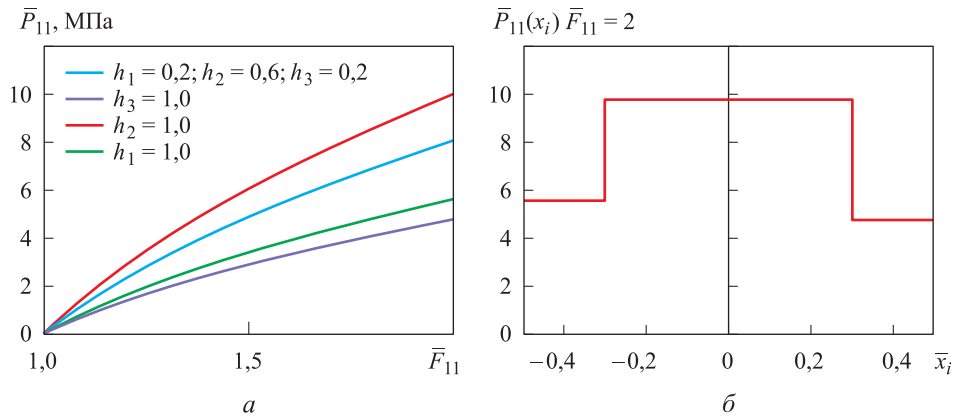 P̅₁₁, МПа
10
8
6
4
2
0
h₁ = 0,2; h₂ = 0,6; h₃ = 0,2
h₃ = 1,0
h₂ = 1,0
h₁ = 1,0
1,0 1,5 F̅₁₁
а
P̅₁₁(xᵢ) F̅₁₁ = 2
10
8
6
4
2
0
−0,4 −0,2 0 0,2 0,4 x̅ᵢ
б